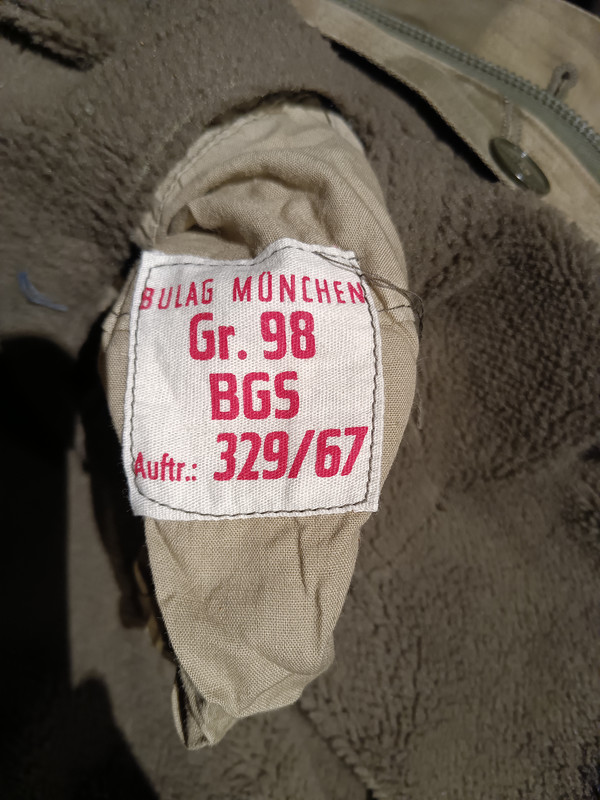 BULAG MÜNCHEN
Gr. 98
BGS
Auftr.: 329/67